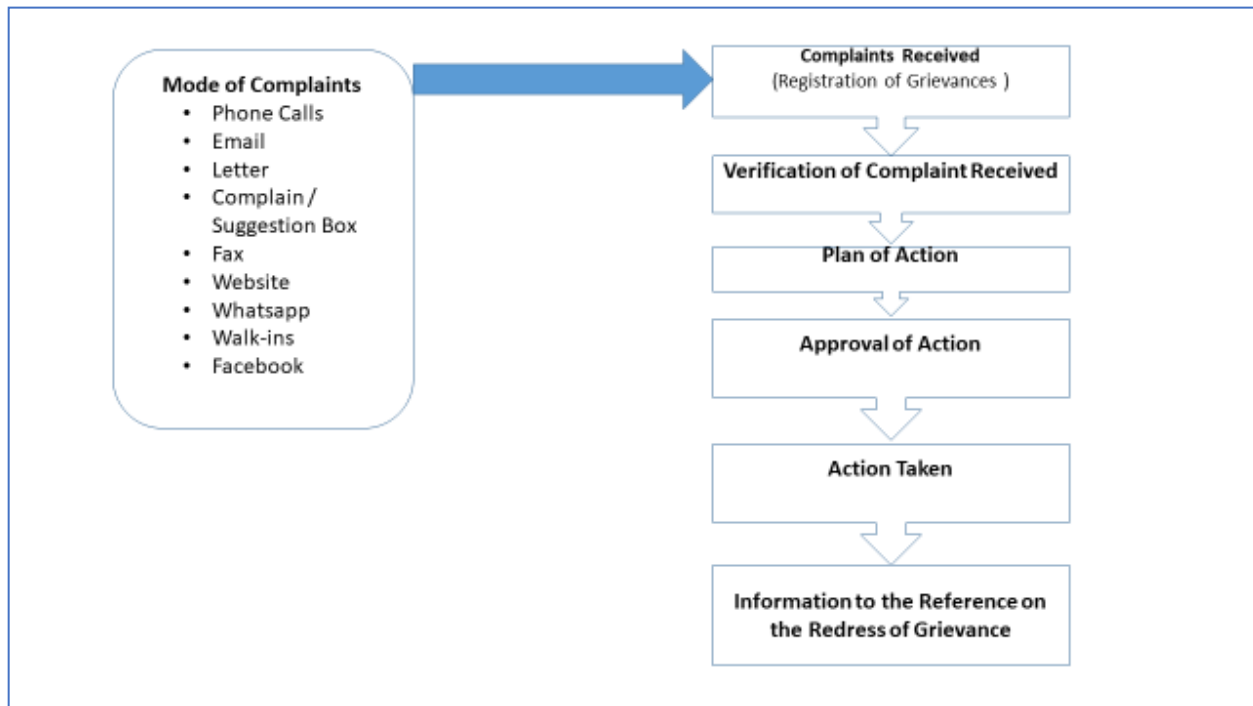 Mode of Complaints
• Phone Calls
• Email
• Letter
• Complain /
Suggestion Box
• Fax
• Website
• Whatsapp
• Walk-ins
• Facebook
Complaints Received
(Registration of Grievances )
Verification of Complaint Received
Plan of Action
Approval of Action
Action Taken
Information to the Reference on
the Redress of Grievance